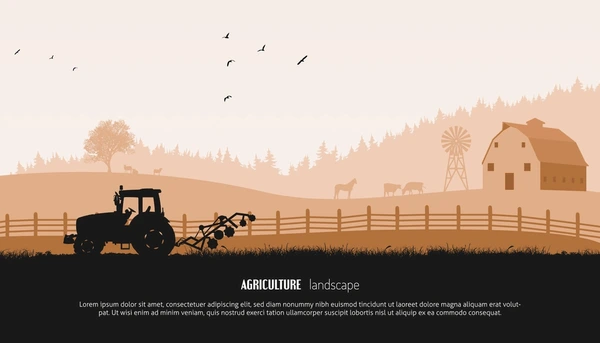 AGRICULTURE landscape
Lorem ipsum dolor sit amet, consectetuer adipiscing elit, sed diam nonummy nibh euismod tincidunt ut laoreet dolore magna aliquam erat volut-
pat. Ut wisi enim ad minim veniam, quis nostrud exerci tation ullamcorper suscipit lobortis nisl ut aliquip ex ea commodo consequat.